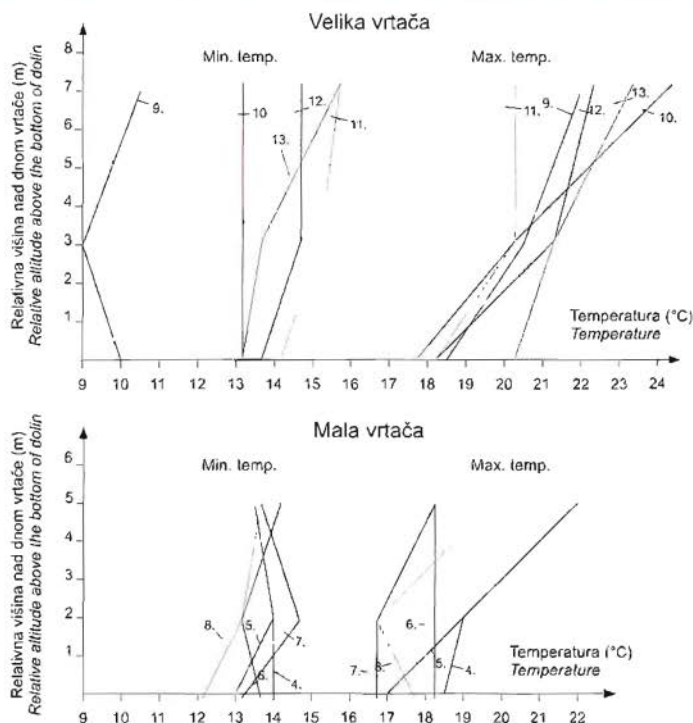 Velika vrtača
Min. temp.
Max. temp.
Relativna višina nad dnom vrtače (m)
Relative altitude above the bottom of dolin
8
7
6
5
4
3
2
1
9.
10
12.
11.
13.
11.
9.
12.
13.
10.
Temperatura (°C)
Temperature
9 10 11 12 13 14 15 16 17 18 19 20 21 22 23 24
Mala vrtača
Min. temp.
Max. temp.
Relativna višina nad dnom vrtače (m)
Relative altitude above the bottom of dolin
6
5
4
3
2
1
8.
5.
7.
6.
4.
6.
7.
8.
5.
4.
Temperatura (°C)
Temperature
9 10 11 12 13 14 15 16 17 18 19 20 21 22